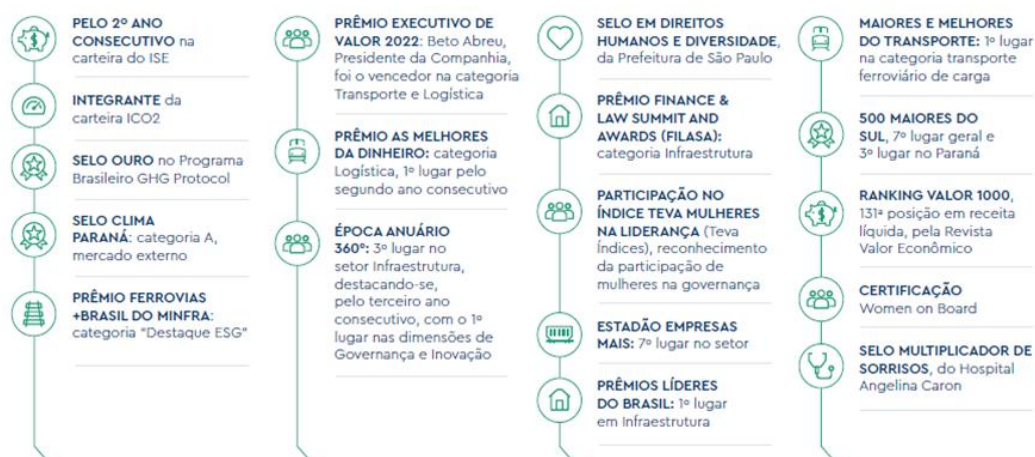 PELO 2º ANO
CONSECUTIVO na
carteira do ISE
INTEGRANTE da
carteira ICO2
SELO OURO no Programa
Brasileiro GHG Protocol
SELO CLIMA
PARANÁ: categoria A,
mercado externo
PRÊMIO FERROVIAS
+BRASIL DO MINFRA:
categoria "Destaque ESG"
PRÊMIO EXECUTIVO DE
VALOR 2022: Beto Abreu,
Presidente da Companhia,
foi o vencedor na categoria
Transporte e Logística
PRÊMIO AS MELHORES
DA DINHEIRO: categoria
Logística, 1º lugar pelo
segundo ano consecutivo
ÉPOCA ANUÁRIO
360º: 3º lugar no
setor Infraestrutura,
destacando-se,
pelo terceiro ano
consecutivo, com o 1º
lugar nas dimensões de
Governança e Inovação
SELO EM DIREITOS
HUMANOS E DIVERSIDADE,
da Prefeitura de São Paulo
PRÊMIO FINANCE &
LAW SUMMIT AND
AWARDS (FILASA):
categoria Infraestrutura
PARTICIPAÇÃO NO
ÍNDICE TEVA MULHERES
NA LIDERANÇA (Teva
Índices), reconhecimento
da participação de
mulheres na governança
ESTADÃO EMPRESAS
MAIS: 7º lugar no setor
PRÊMIOS LÍDERES
DO BRASIL: 1º lugar
em Infraestrutura
MAIORES E MELHORES
DO TRANSPORTE: 1º lugar
na categoria transporte
ferroviário de carga
500 MAIORES DO
SUL, 7º lugar geral e
3º lugar no Paraná
RANKING VALOR 1000,
131ª posição em receita
líquida, pela Revista
Valor Econômico
CERTIFICAÇÃO
Women on Board
SELO MULTIPLICADOR DE
SORRISOS, do Hospital
Angelina Caron